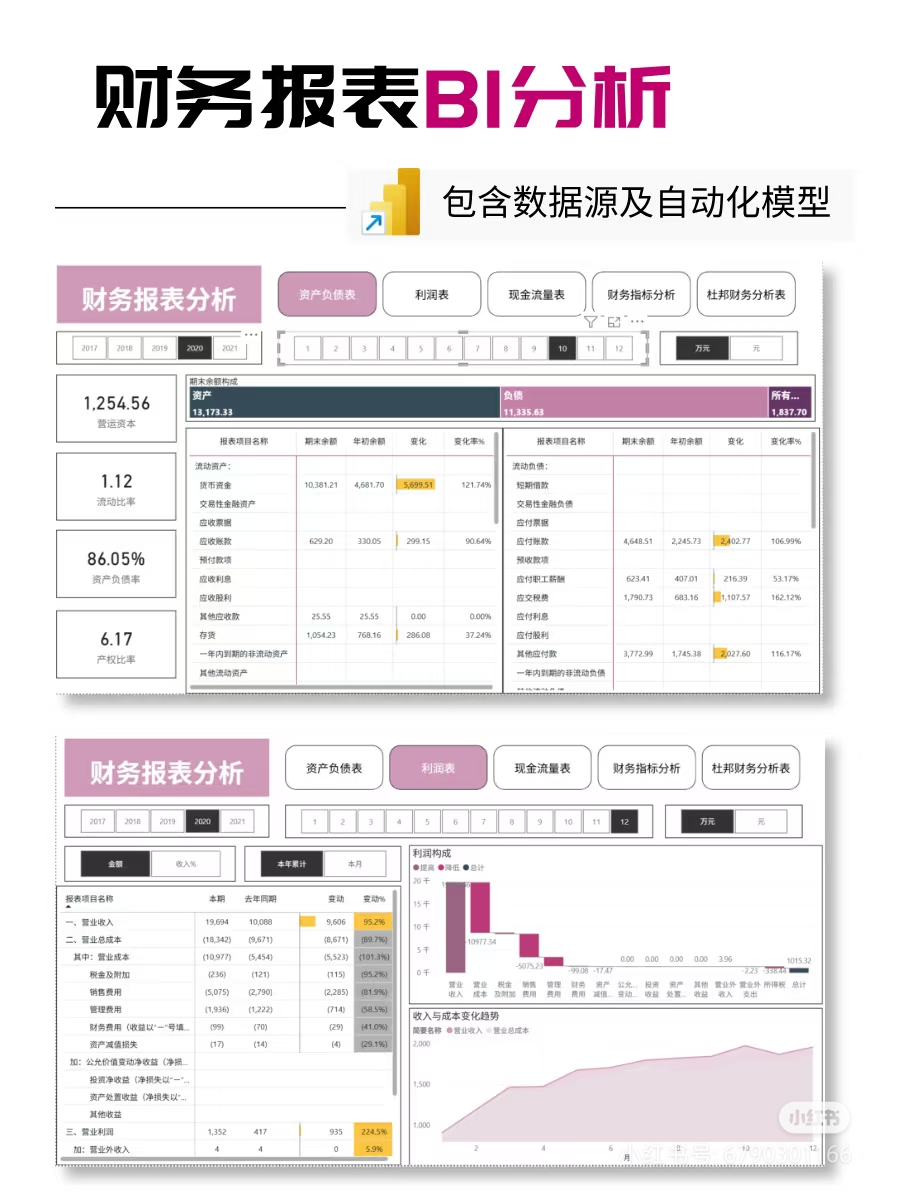 财务报表BI分析
包含数据源及自动化模型
财务报表分析
资产负债表 利润表 现金流量表 财务指标分析 杜邦财务分析表
2017 2018 2019 2020 2021
1 2 3 4 5 6 7 8 9 10 11 12
万元 元
1,254.56
营运资本
1.12
流动比率
86.05%
资产负债率
6.17
产权比率
期末余额构成
资产 负债 所有...
13,173.33 11,335.63 1,837.70
报表项目名称 期末余额 年初余额 变化 变化率%
流动资产:
货币资金 10,381.21 4,681.70 5,699.51 121.74%
交易性金融资产
应收票据
应收账款 629.20 330.05 299.15 90.64%
预付款项
应收利息
应收股利
其他应收款 25.55 25.55 0.00 0.00%
存货 1,054.23 768.16 286.08 37.24%
一年内到期的非流动资产
其他流动资产
报表项目名称 期末余额 年初余额 变化 变化率%
流动负债:
短期借款
交易性金融负债
应付票据
应付账款 4,648.51 2,245.73 2,402.77 106.99%
预收款项
应付职工薪酬 623.41 407.01 216.39 53.17%
应交税费 1,790.73 683.16 1,107.57 162.12%
应付利息
应付股利
其他应付款 3,772.99 1,745.38 2,027.60 116.17%
一年内到期的非流动负债
财务报表分析
资产负债表 利润表 现金流量表 财务指标分析 杜邦财务分析表
2017 2018 2019 2020 2021
1 2 3 4 5 6 7 8 9 10 11 12
万元 元
金额 收入%
本年累计 本月
报表项目名称 本期 去年同期 变动 变动%
一、营业收入 19,694 10,088 9,606 95.2%
二、营业总成本 (18,342) (9,671) (8,671) (89.7%)
其中：营业成本 (10,977) (5,454) (5,523) (101.3%)
税金及附加 (236) (121) (115) (95.2%)
销售费用 (5,075) (2,790) (2,285) (81.9%)
管理费用 (1,936) (1,222) (714) (58.5%)
财务费用（收益以"－"号填... (99) (70) (29) (41.0%)
资产减值损失 (17) (14) (4) (29.1%)
加：公允价值变动净收益（净损...
投资净收益（净损失以"－"...
资产处置收益（净损失以"...
其他收益
三、营业利润 1,352 417 935 224.5%
加：营业外收入 4 4 0 5.9%
利润构成
提高 降低 总计
20 千
15 千
10 千
5 千
0 千
-10977.34
-5075.23
-99.08 -17.47
0.00 0.00 0.00 0.00 3.96
-2.23 -338.44
1015.32
营业收入 营业成本 税金及附加 销售费用 管理费用 财务费用 资产减值... 公允...变动... 投资收益 资产处置... 其他收益 营业外收入 营业外支出 所得税 总计
收入与成本变化趋势
简要名称 营业收入 营业总成本
2,000
1,500
1,000
2 4 6 8 10 12
月
小红书